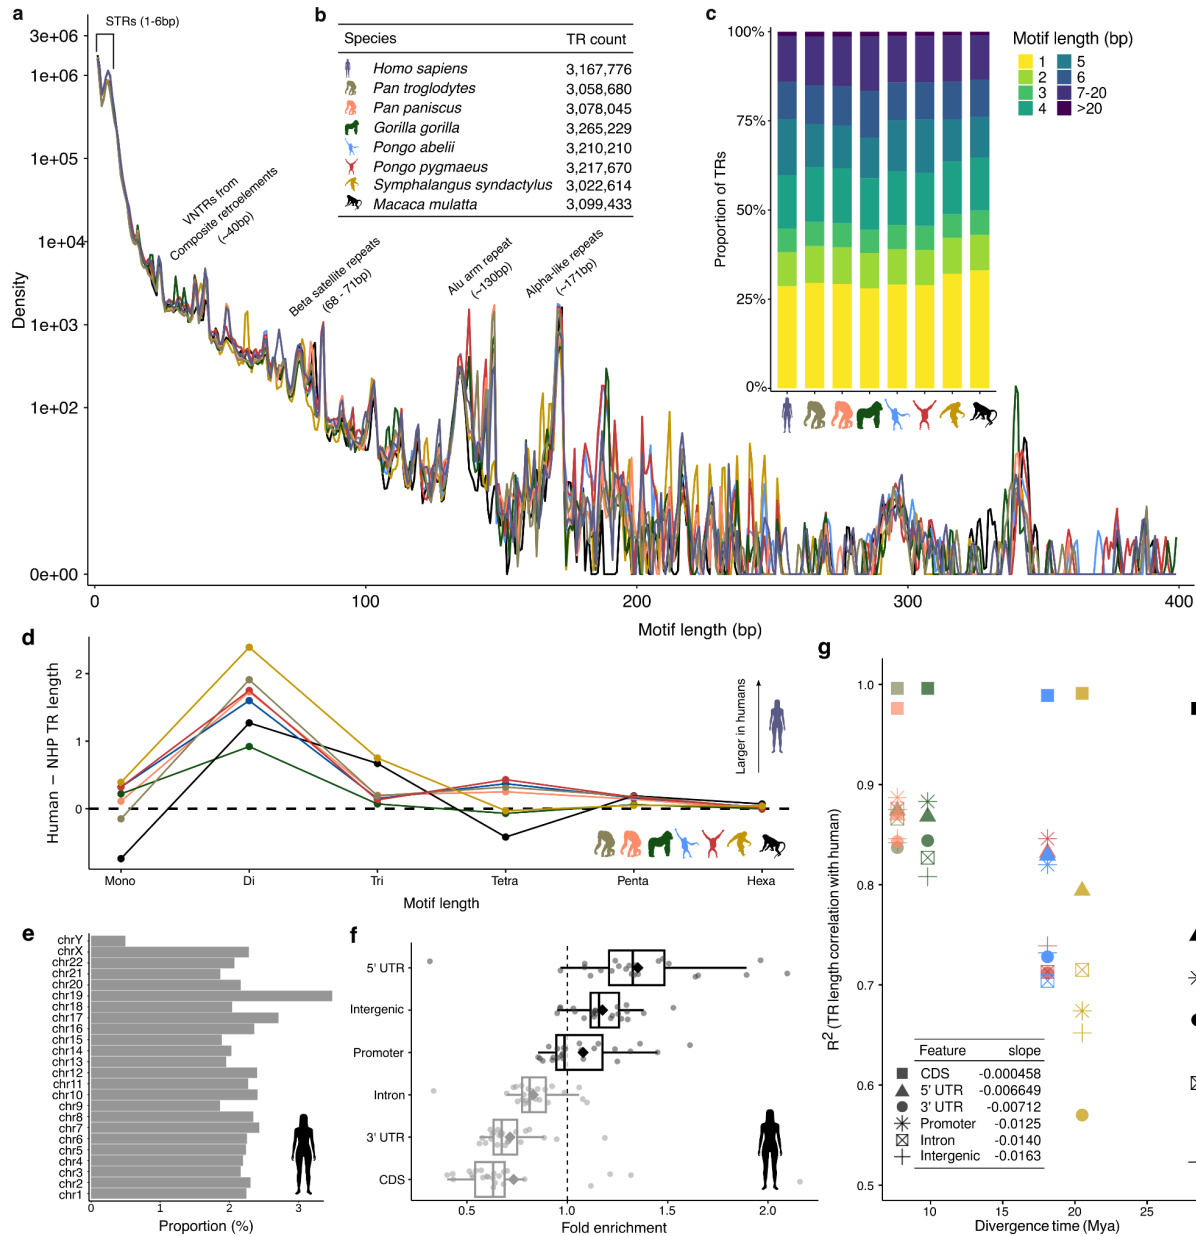 a
STRs (1-6bp)
3e+06
1e+06
1e+05
1e+04
1e+03
1e+02
0e+00
Density
VNTRs from
Composite retroelements
(~40bp)
Beta satellite repeats
(68 - 71bp)
Alu arm repeat
(~130bp)
Alpha-like repeats
(~171bp)
0
100
200
300
400
Motif length (bp)
b
Species TR count
Homo sapiens 3,167,776
Pan troglodytes 3,058,680
Pan paniscus 3,078,045
Gorilla gorilla 3,265,229
Pongo abelii 3,210,210
Pongo pygmaeus 3,217,670
Symphalangus syndactylus 3,022,614
Macaca mulatta 3,099,433
c
100%
75%
50%
25%
0%
Proportion of TRs
Motif length (bp)
1 5
2 6
3 7-20
4 >20
d
2
1
0
Human − NHP TR length
Larger in humans
Mono
Di
Tri
Tetra
Penta
Hexa
Motif length
e
chrY
chrX
chr22
chr21
chr20
chr19
chr18
chr17
chr16
chr15
chr14
chr13
chr12
chr11
chr10
chr9
chr8
chr7
chr6
chr5
chr4
chr3
chr2
chr1
0
1
2
3
Proportion (%)
f
5' UTR
Intergenic
Promoter
Intron
3' UTR
CDS
0.5
1.0
1.5
2.0
Fold enrichment
g
1.0
0.9
0.8
0.7
0.6
0.5
R² (TR length correlation with human)
Feature slope
CDS -0.000458
5' UTR -0.006649
3' UTR -0.00712
Promoter -0.0125
Intron -0.0140
Intergenic -0.0163
10
15
20
25
Divergence time (Mya)